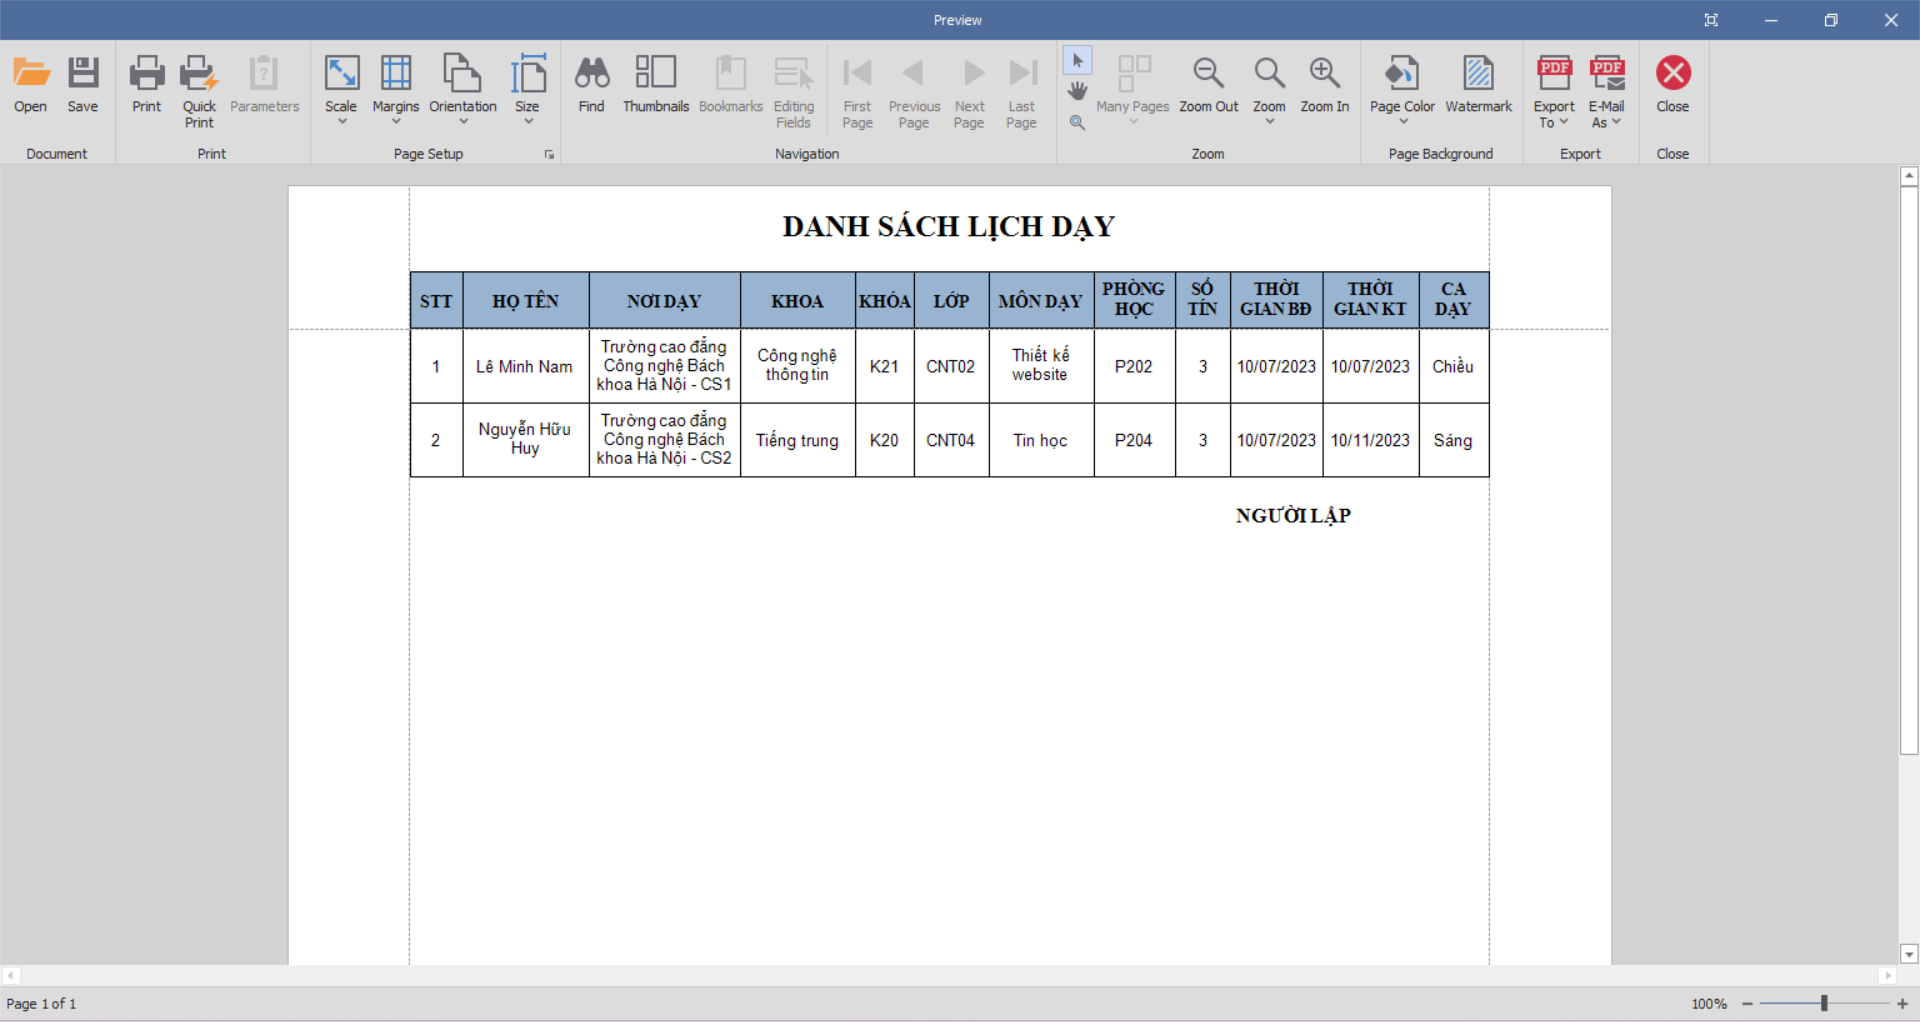 Preview
Open
Save
Print
Quick
Print
Parameters
Scale
Margins
Orientation
Size
Find
Thumbnails
Bookmarks
Editing
Fields
First
Page
Previous
Page
Next
Page
Last
Page
Many Pages
Zoom Out
Zoom
Zoom In
Page Color
Watermark
PDF
Export
To
PDF
E-Mail
As
Close
Document
Print
Page Setup
Navigation
Zoom
Page Background
Export
Close
DANH SÁCH LỊCH DẠY
STT
HỌ TÊN
NƠI DẠY
KHOA
KHÓA
LỚP
MÔN DẠY
PHÒNG
HỌC
SỐ
TÍN
THỜI
GIAN BĐ
THỜI
GIAN KT
CA
DẠY
1
Lê Minh Nam
Trường cao đẳng
Công nghệ Bách
khoa Hà Nội - CS1
Công nghệ
thông tin
K21
CNT02
Thiết kế
website
P202
3
10/07/2023
10/07/2023
Chiều
2
Nguyễn Hữu
Huy
Trường cao đẳng
Công nghệ Bách
khoa Hà Nội - CS2
Tiếng trung
K20
CNT04
Tin học
P204
3
10/07/2023
10/11/2023
Sáng
NGƯỜI LẬP
Page 1 of 1
100%